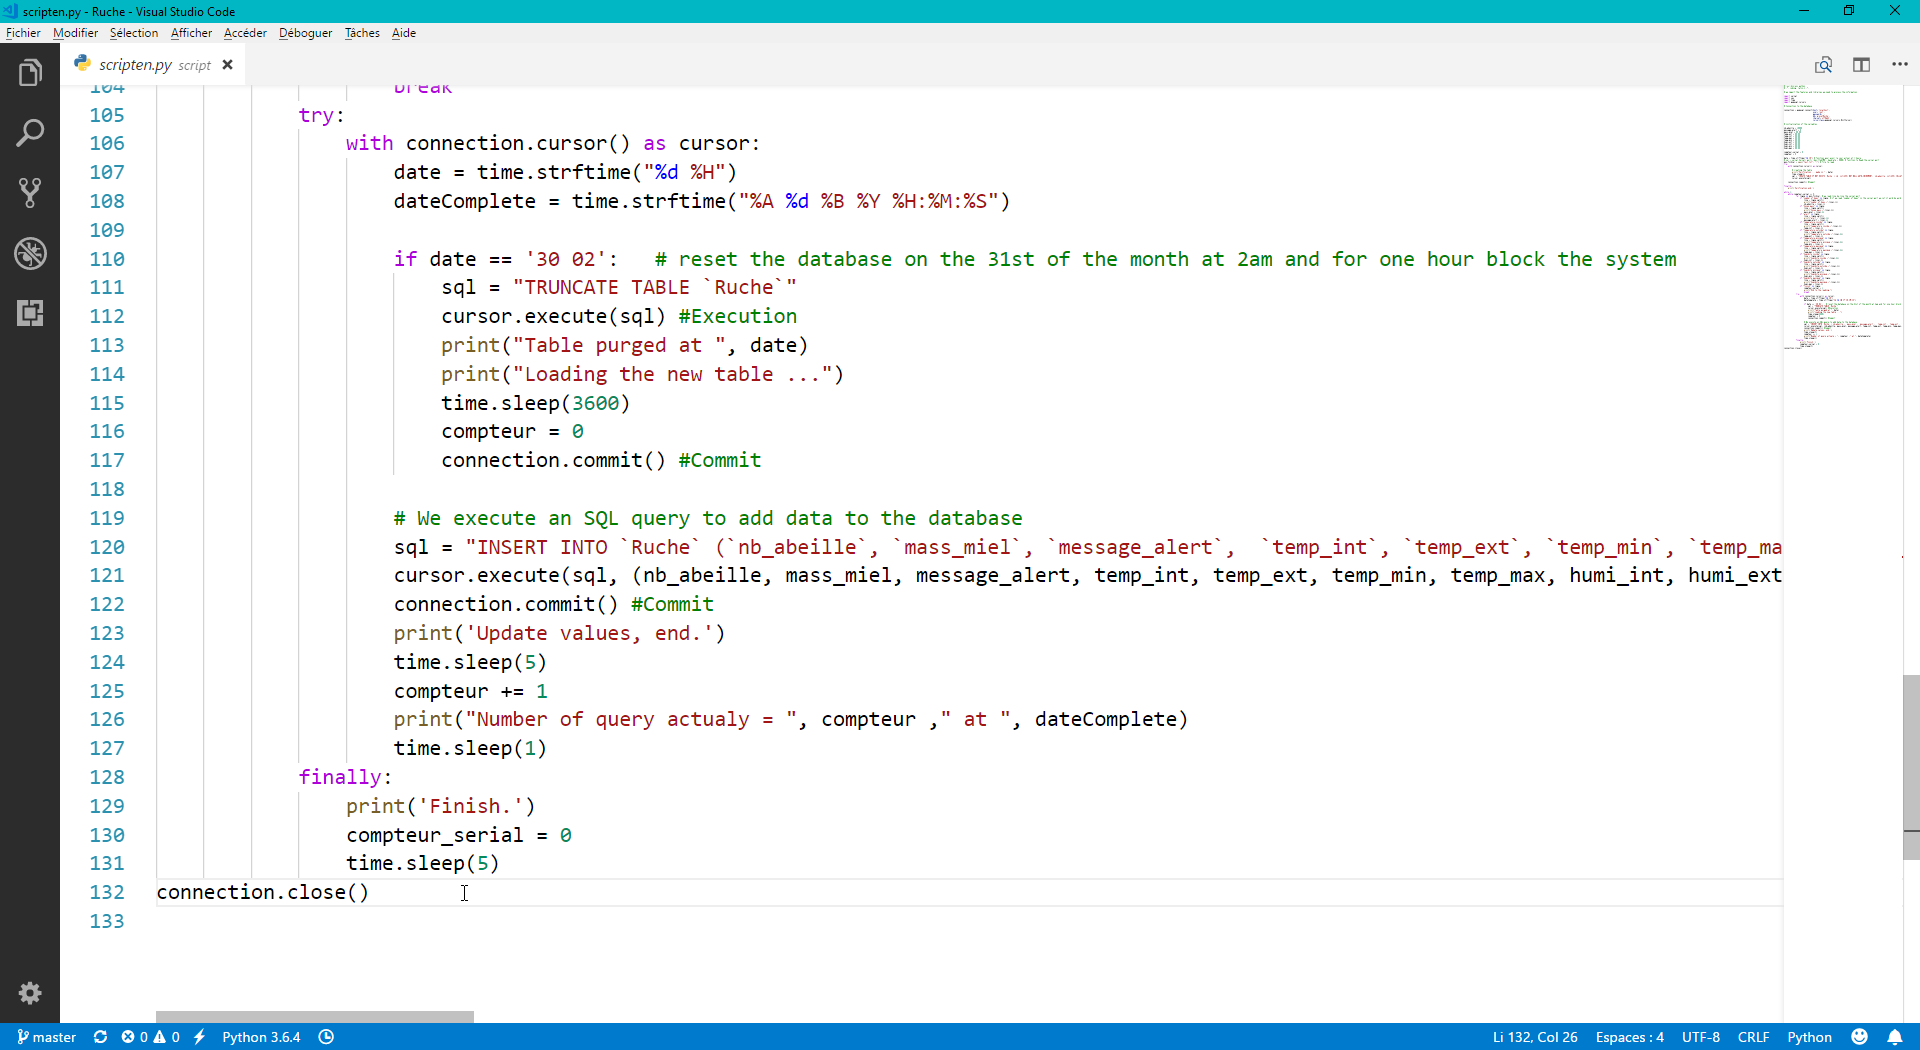 scripten.py - Ruche - Visual Studio Code
Fichier Modifier Sélection Afficher Accéder Déboguer Tâches Aide
scripten.py script
104 break
105 try:
106 with connection.cursor() as cursor:
107 date = time.strftime("%d %H")
108 dateComplete = time.strftime("%A %d %B %Y %H:%M:%S")
109
110 if date == '30 02': # reset the database on the 31st of the month at 2am and for one hour block the system
111 sql = "TRUNCATE TABLE `Ruche`"
112 cursor.execute(sql) #Execution
113 print("Table purged at ", date)
114 print("Loading the new table ...")
115 time.sleep(3600)
116 compteur = 0
117 connection.commit() #Commit
118
119 # We execute an SQL query to add data to the database
120 sql = "INSERT INTO `Ruche` (`nb_abeille`, `mass_miel`, `message_alert`,  `temp_int`, `temp_ext`, `temp_min`, `temp_ma
121 cursor.execute(sql, (nb_abeille, mass_miel, message_alert, temp_int, temp_ext, temp_min, temp_max, humi_int, humi_ext
122 connection.commit() #Commit
123 print('Update values, end.')
124 time.sleep(5)
125 compteur += 1
126 print("Number of query actualy = ", compteur ," at ", dateComplete)
127 time.sleep(1)
128 finally:
129 print('Finish.')
130 compteur_serial = 0
131 time.sleep(5)
132 connection.close()
133
master 0 0 Python 3.6.4 Li 132, Col 26 Espaces : 4 UTF-8 CRLF Python